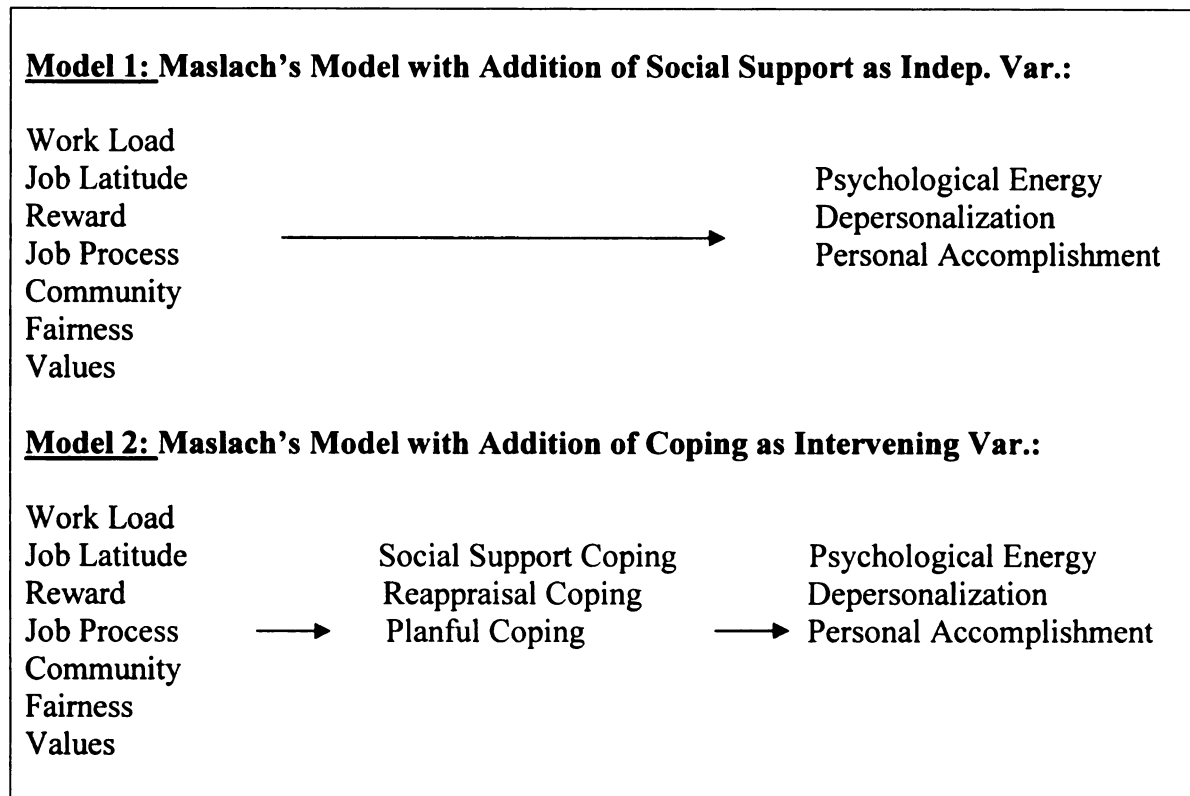 Model 1: Maslach's Model with Addition of Social Support as Indep. Var.:
Work Load
Job Latitude
Reward
Job Process
Community
Fairness
Values
Psychological Energy
Depersonalization
Personal Accomplishment
Model 2: Maslach's Model with Addition of Coping as Intervening Var.:
Work Load
Job Latitude
Reward
Job Process
Community
Fairness
Values
Social Support Coping
Reappraisal Coping
Planful Coping
Psychological Energy
Depersonalization
Personal Accomplishment